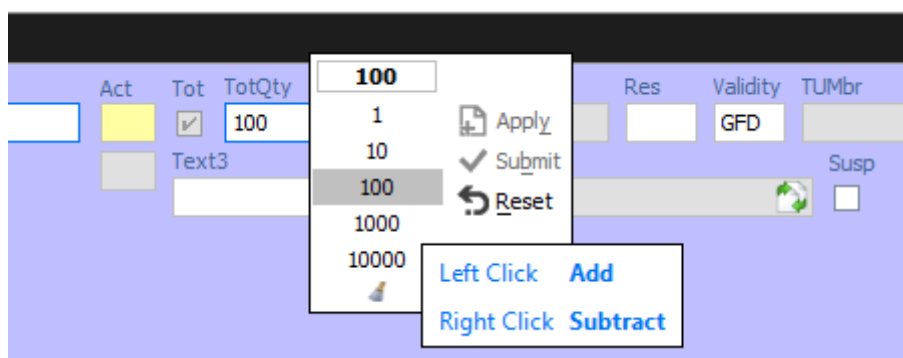 Act Tot TotQty Res Validity TUMbr
100 GFD
Text3 Susp
100
1
10
100
1000
10000
Apply
Submit
Reset
Left Click Add
Right Click Subtract